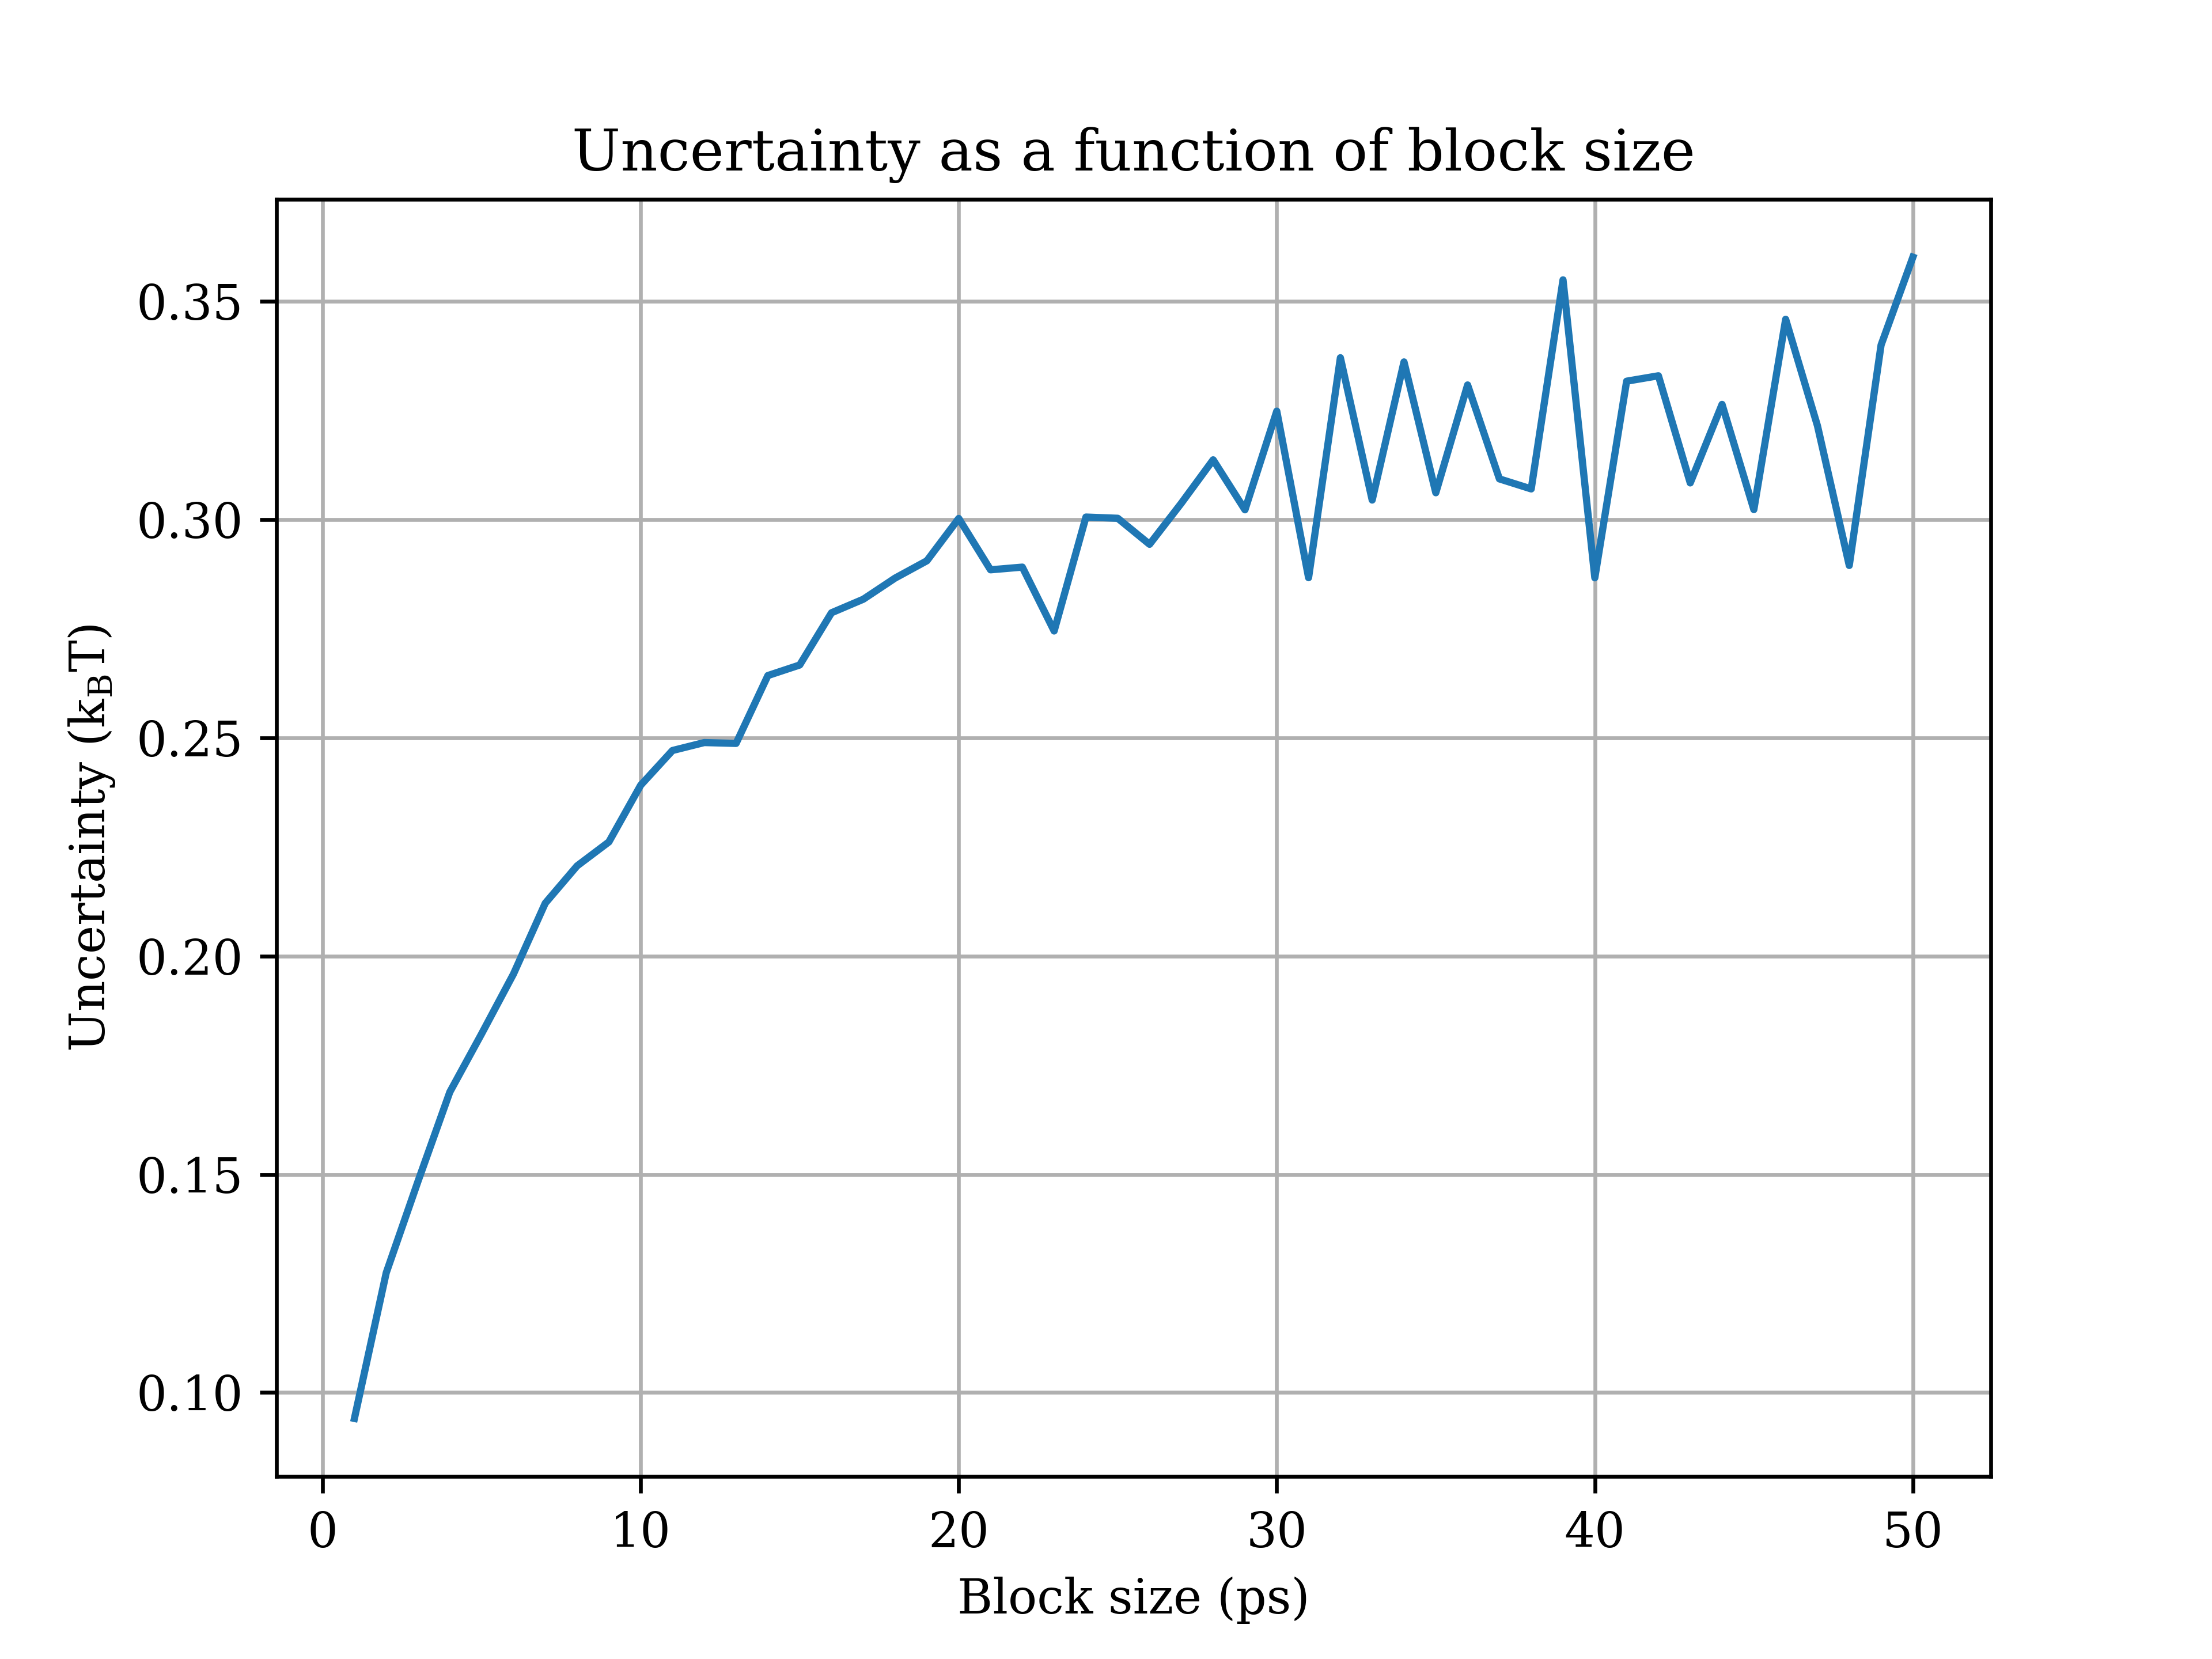 Uncertainty as a function of block size
0.35
0.30
0.25
0.20
0.15
0.10
Uncertainty (k_BT)
0 10 20 30 40 50
Block size (ps)